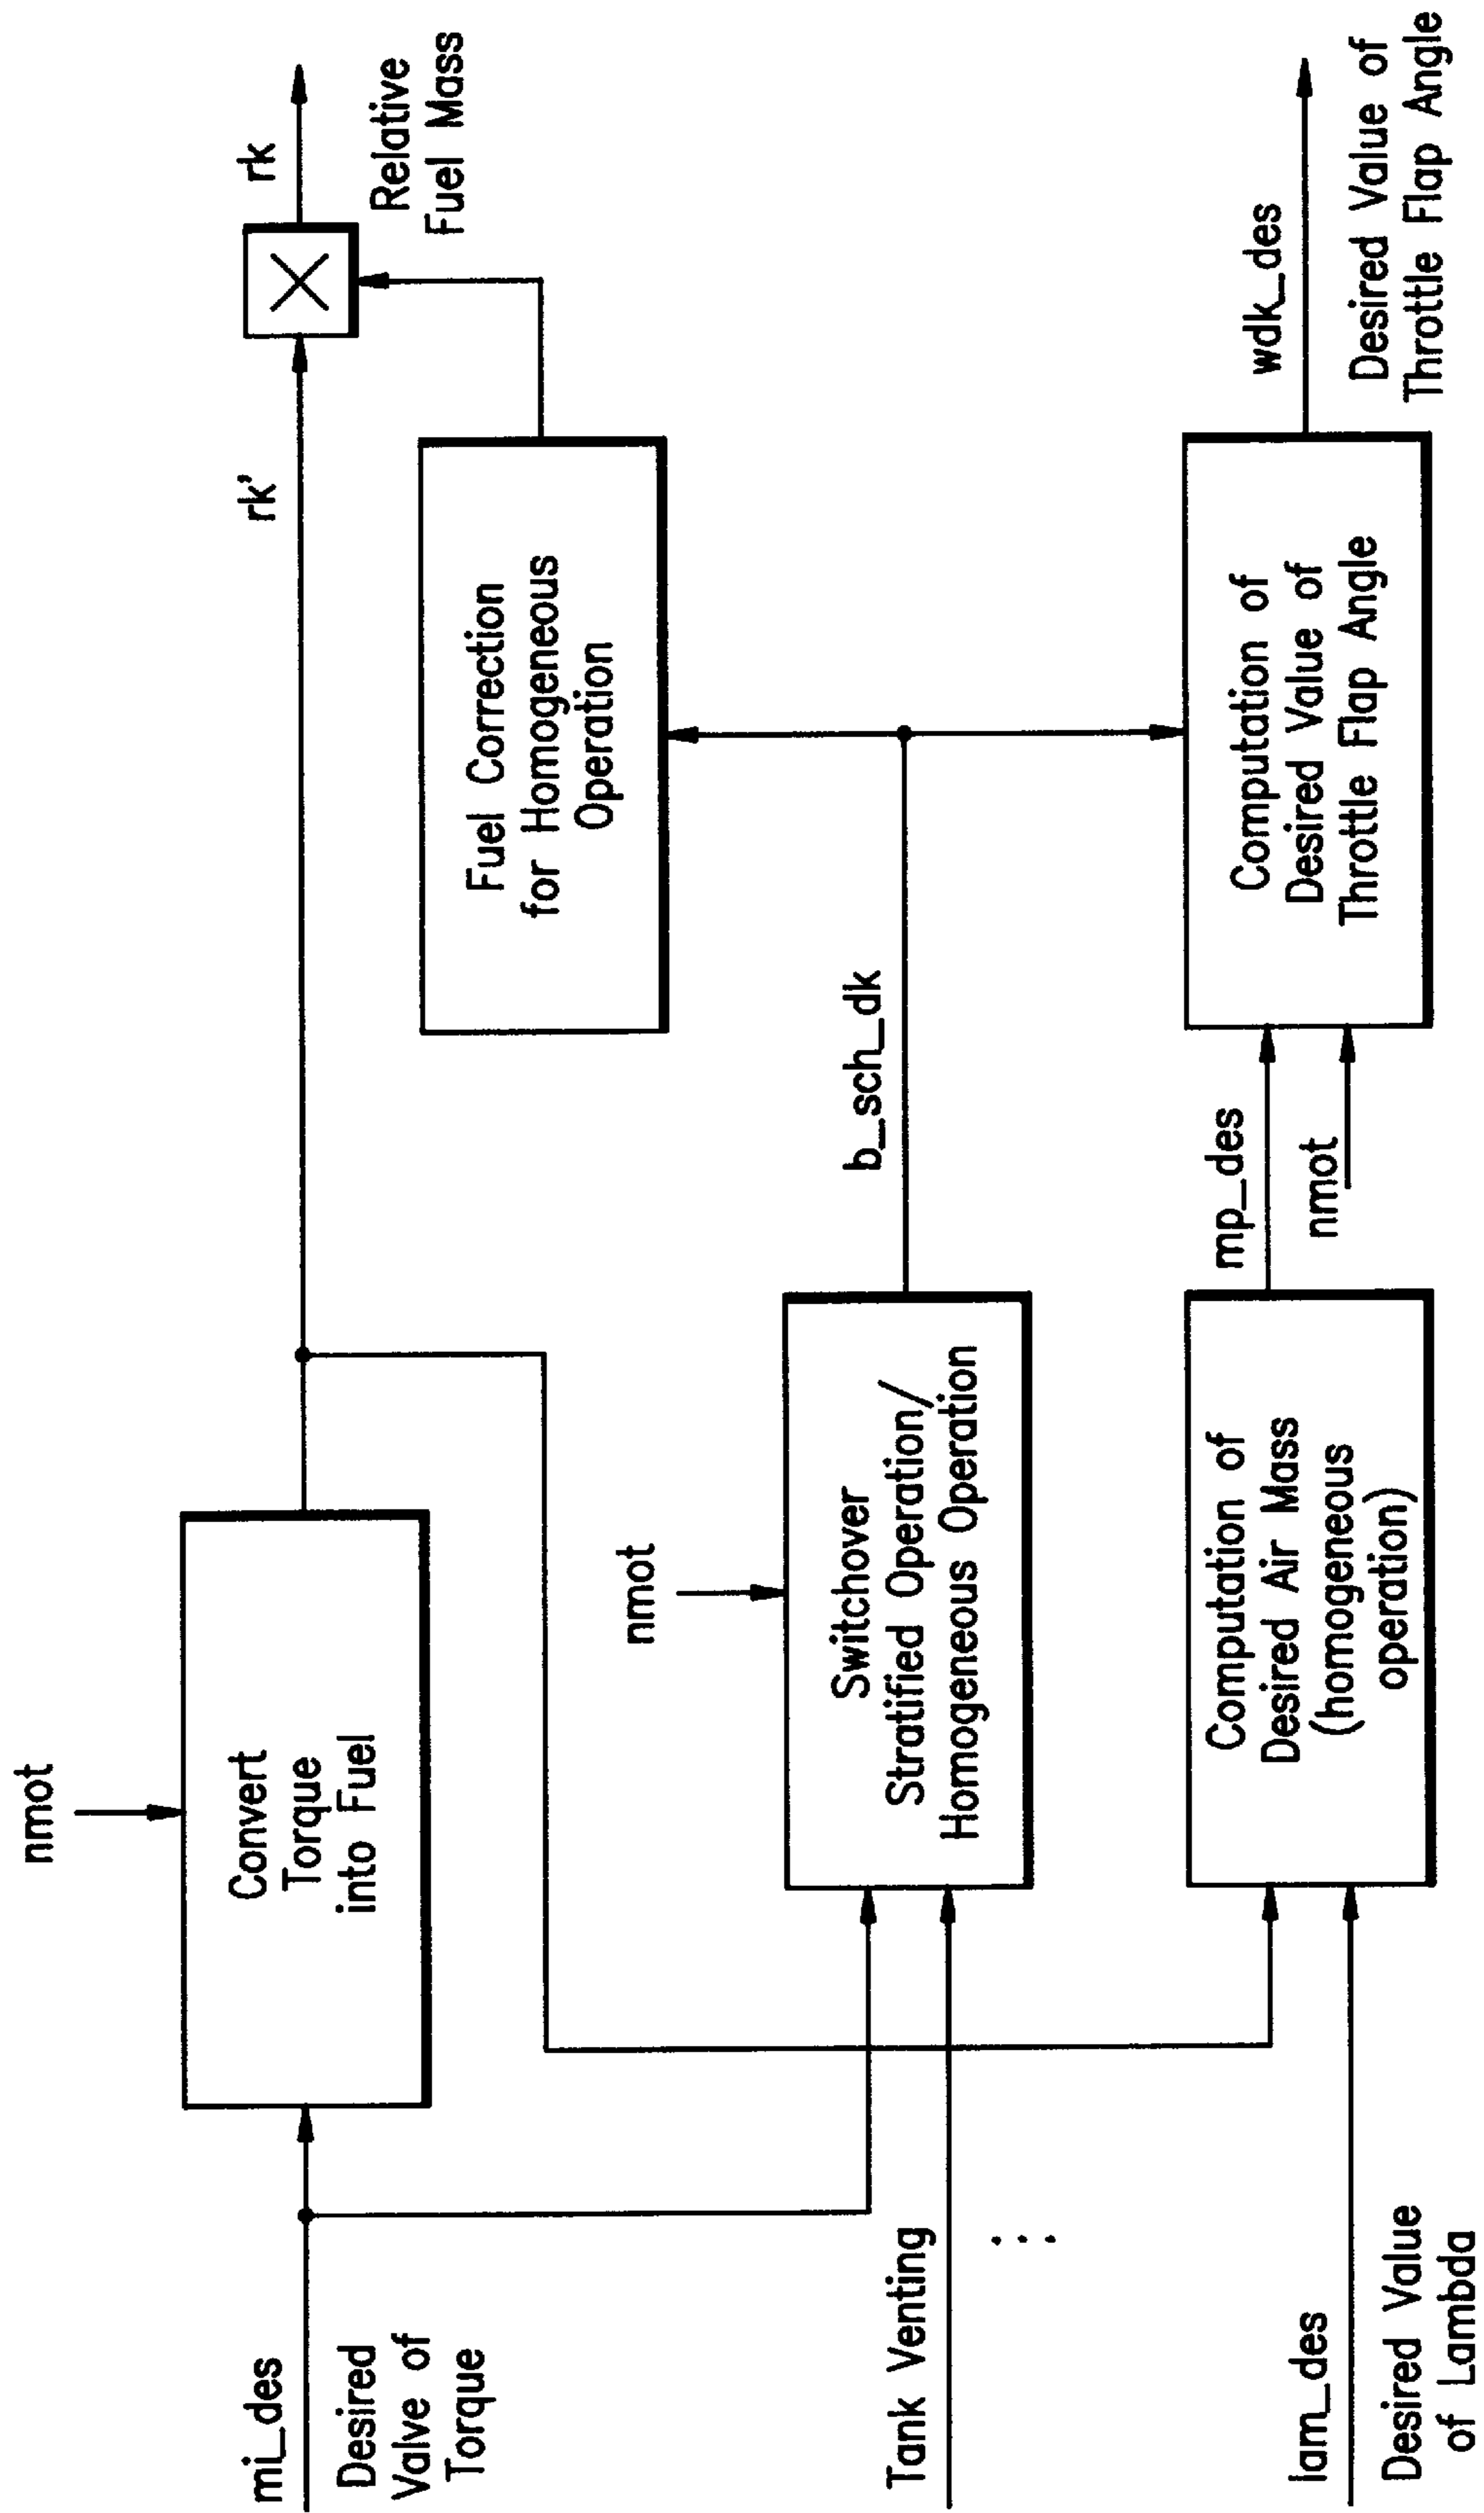 nmot
mi_des
Desired
Valve of
Torque
Convert
Torque
into Fuel
rk'
rk
Relative
Fuel Mass
Fuel Correction
for Homogeneous
Operation
nmot
Tank Venting
Switchover
Stratified Operation/
Homogeneous Operation
b_sch_dk
lam_des
Desired Value
of Lambda
Computation of
Desired Air Mass
(homogeneous
operation)
mp_des
nmot
Computation of
Desired Value of
Throttle Flap Angle
wdk_des
Desired Value of
Throttle Flap Angle